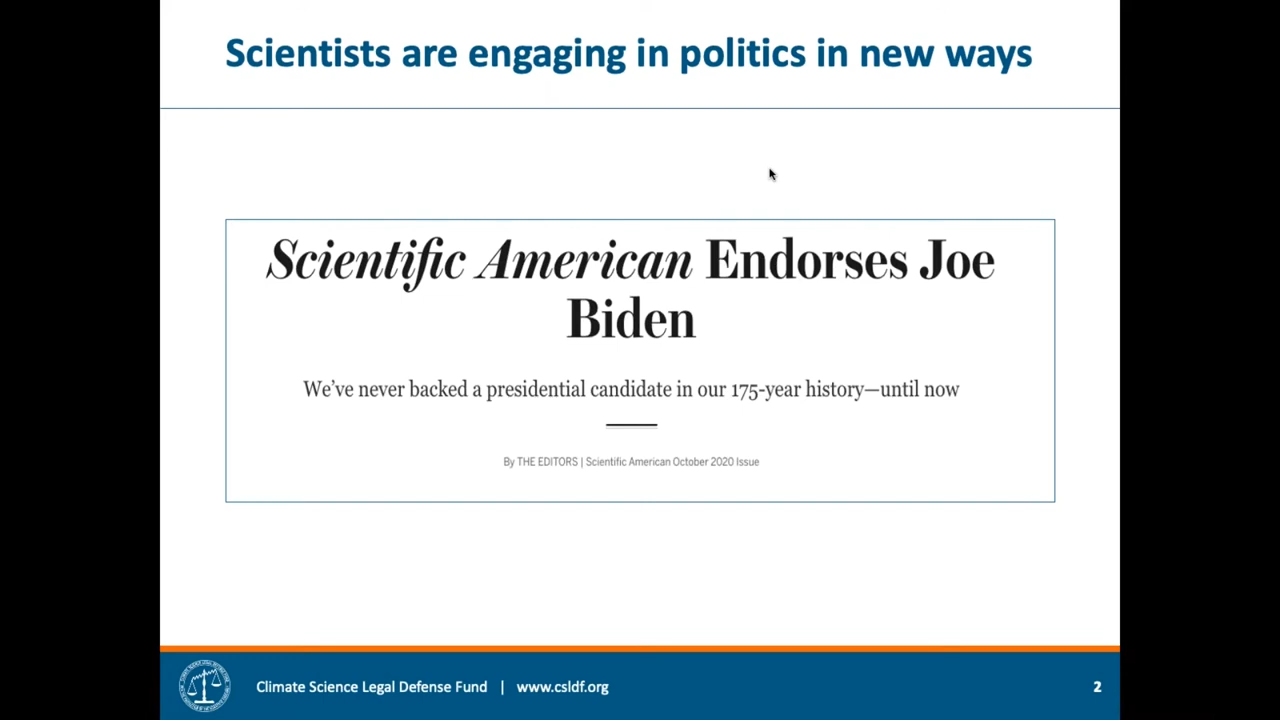 Scientists are engaging in politics in new ways
Scientific American Endorses Joe
Biden
We’ve never backed a presidential candidate in our 175-year history—until now
By THE EDITORS | Scientific American October 2020 Issue
Climate Science Legal Defense Fund | www.csldf.org
2